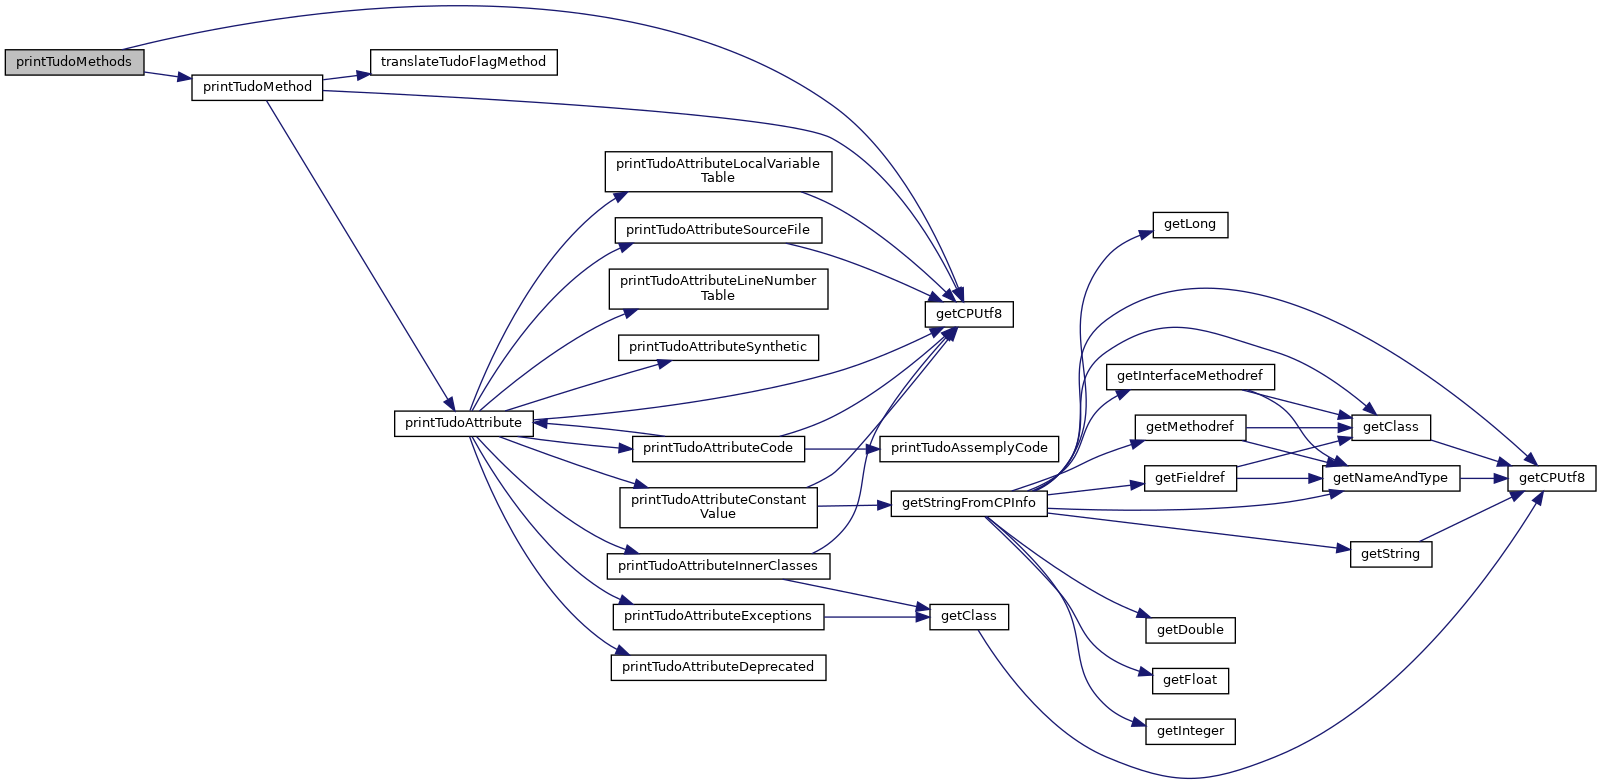 printTudoMethods
printTudoMethod
translateTudoFlagMethod
printTudoAttribute
printTudoAttributeLocalVariable
Table
printTudoAttributeSourceFile
printTudoAttributeLineNumber
Table
printTudoAttributeSynthetic
printTudoAttributeCode
printTudoAttributeConstant
Value
printTudoAttributeInnerClasses
printTudoAttributeExceptions
printTudoAttributeDeprecated
getCPUtf8
printTudoAssemplyCode
getStringFromCPInfo
getClass
getLong
getInterfaceMethodref
getMethodref
getFieldref
getDouble
getFloat
getInteger
getClass
getNameAndType
getString
getCPUtf8